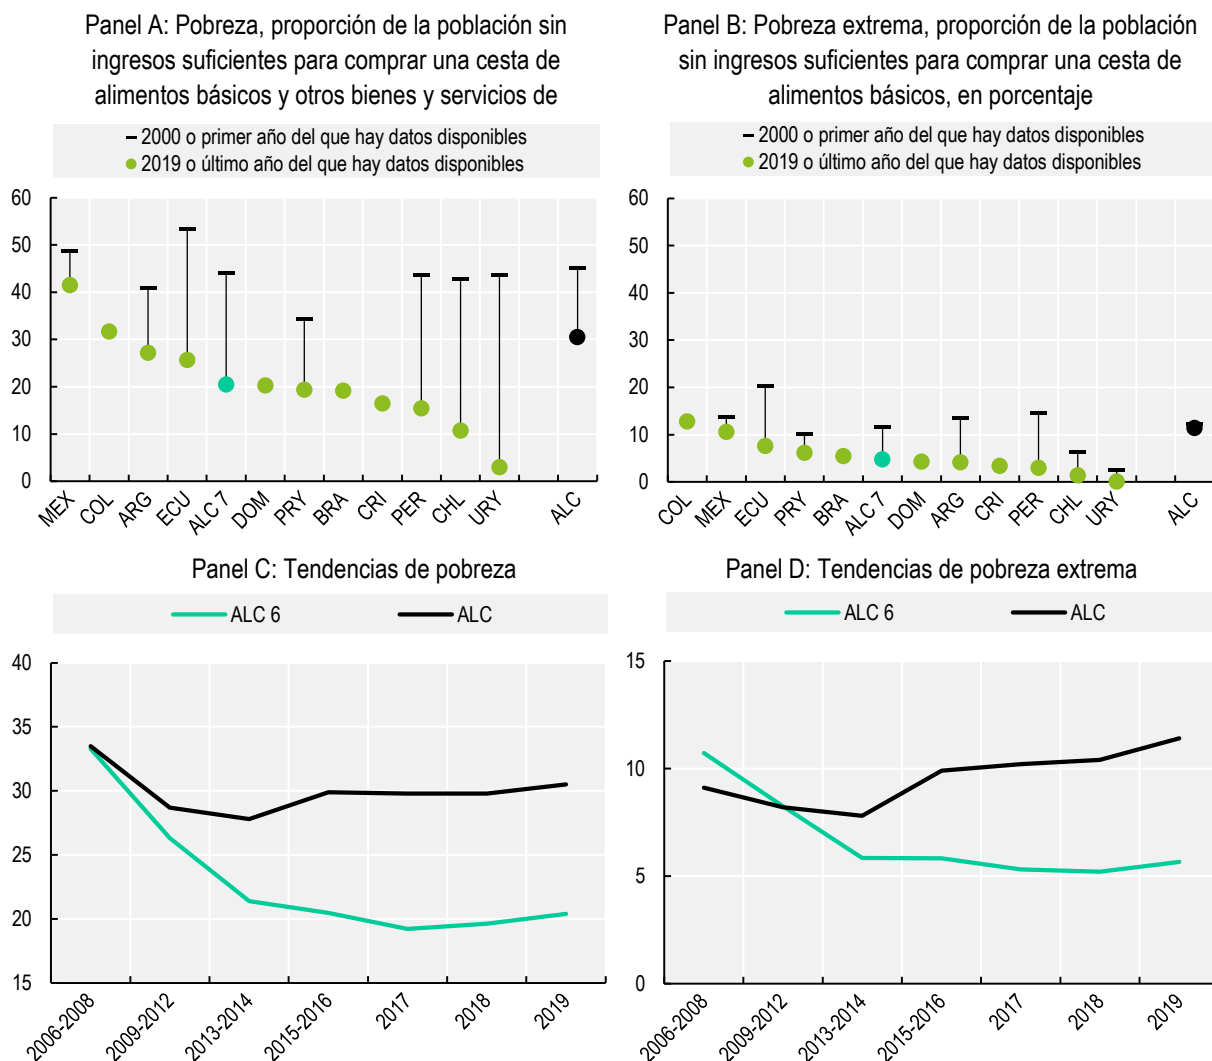 Panel A: Pobreza, proporción de la población sin
ingresos suficientes para comprar una cesta de
alimentos básicos y otros bienes y servicios de
2000 o primer año del que hay datos disponibles
2019 o último año del que hay datos disponibles
60
50
40
30
20
10
0
MEX
COL
ARG
ECU
ALC 7
DOM
PRY
BRA
CRI
PER
CHL
URY
ALC
Panel B: Pobreza extrema, proporción de la población
sin ingresos suficientes para comprar una cesta de
alimentos básicos, en porcentaje
2000 o primer año del que hay datos disponibles
2019 o último año del que hay datos disponibles
60
50
40
30
20
10
0
COL
MEX
ECU
PRY
BRA
ALC 7
DOM
ARG
CRI
PER
CHL
URY
ALC
Panel C: Tendencias de pobreza
ALC 6
ALC
40
35
30
25
20
15
2006-2008
2009-2012
2013-2014
2015-2016
2017
2018
2019
Panel D: Tendencias de pobreza extrema
ALC 6
ALC
15
10
5
0
2006-2008
2009-2012
2013-2014
2015-2016
2017
2018
2019